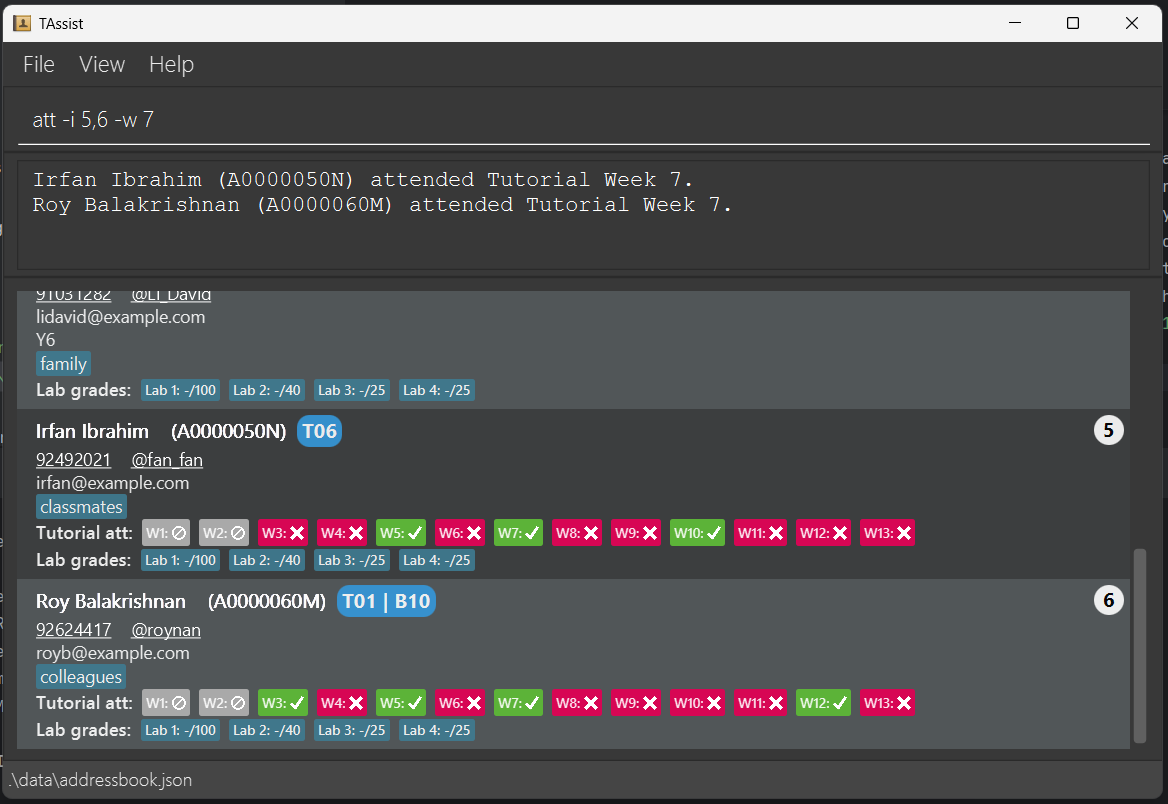 TAssist
File View Help
att -i 5,6 -w 7
Irfan Ibrahim (A0000050N) attended Tutorial Week 7.
Roy Balakrishnan (A0000060M) attended Tutorial Week 7.
91031282 @Li_David
lidavid@example.com
Y6
family
Lab grades: Lab 1: -/100 Lab 2: -/40 Lab 3: -/25 Lab 4: -/25
Irfan Ibrahim (A0000050N) T06 5
92492021 @fan_fan
irfan@example.com
classmates
Tutorial att: W1: W2: W3: W4: W5: W6: W7: W8: W9: W10: W11: W12: W13:
Lab grades: Lab 1: -/100 Lab 2: -/40 Lab 3: -/25 Lab 4: -/25
Roy Balakrishnan (A0000060M) T01 | B10 6
92624417 @roynan
royb@example.com
colleagues
Tutorial att: W1: W2: W3: W4: W5: W6: W7: W8: W9: W10: W11: W12: W13:
Lab grades: Lab 1: -/100 Lab 2: -/40 Lab 3: -/25 Lab 4: -/25
.\data\addressbook.json